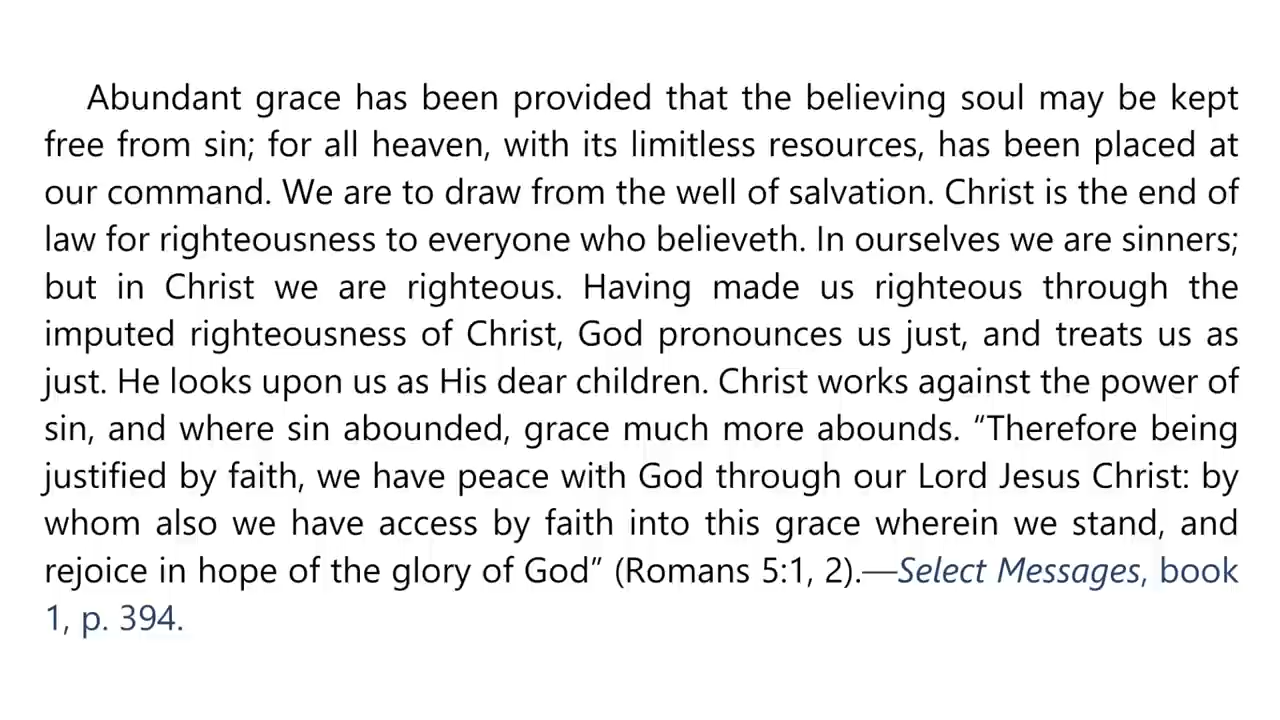 Abundant grace has been provided that the believing soul may be kept
free from sin; for all heaven, with its limitless resources, has been placed at
our command. We are to draw from the well of salvation. Christ is the end of
law for righteousness to everyone who believeth. In ourselves we are sinners;
but in Christ we are righteous. Having made us righteous through the
imputed righteousness of Christ, God pronounces us just, and treats us as
just. He looks upon us as His dear children. Christ works against the power of
sin, and where sin abounded, grace much more abounds. “Therefore being
justified by faith, we have peace with God through our Lord Jesus Christ: by
whom also we have access by faith into this grace wherein we stand, and
rejoice in hope of the glory of God” (Romans 5:1, 2).—Select Messages, book
1, p. 394.